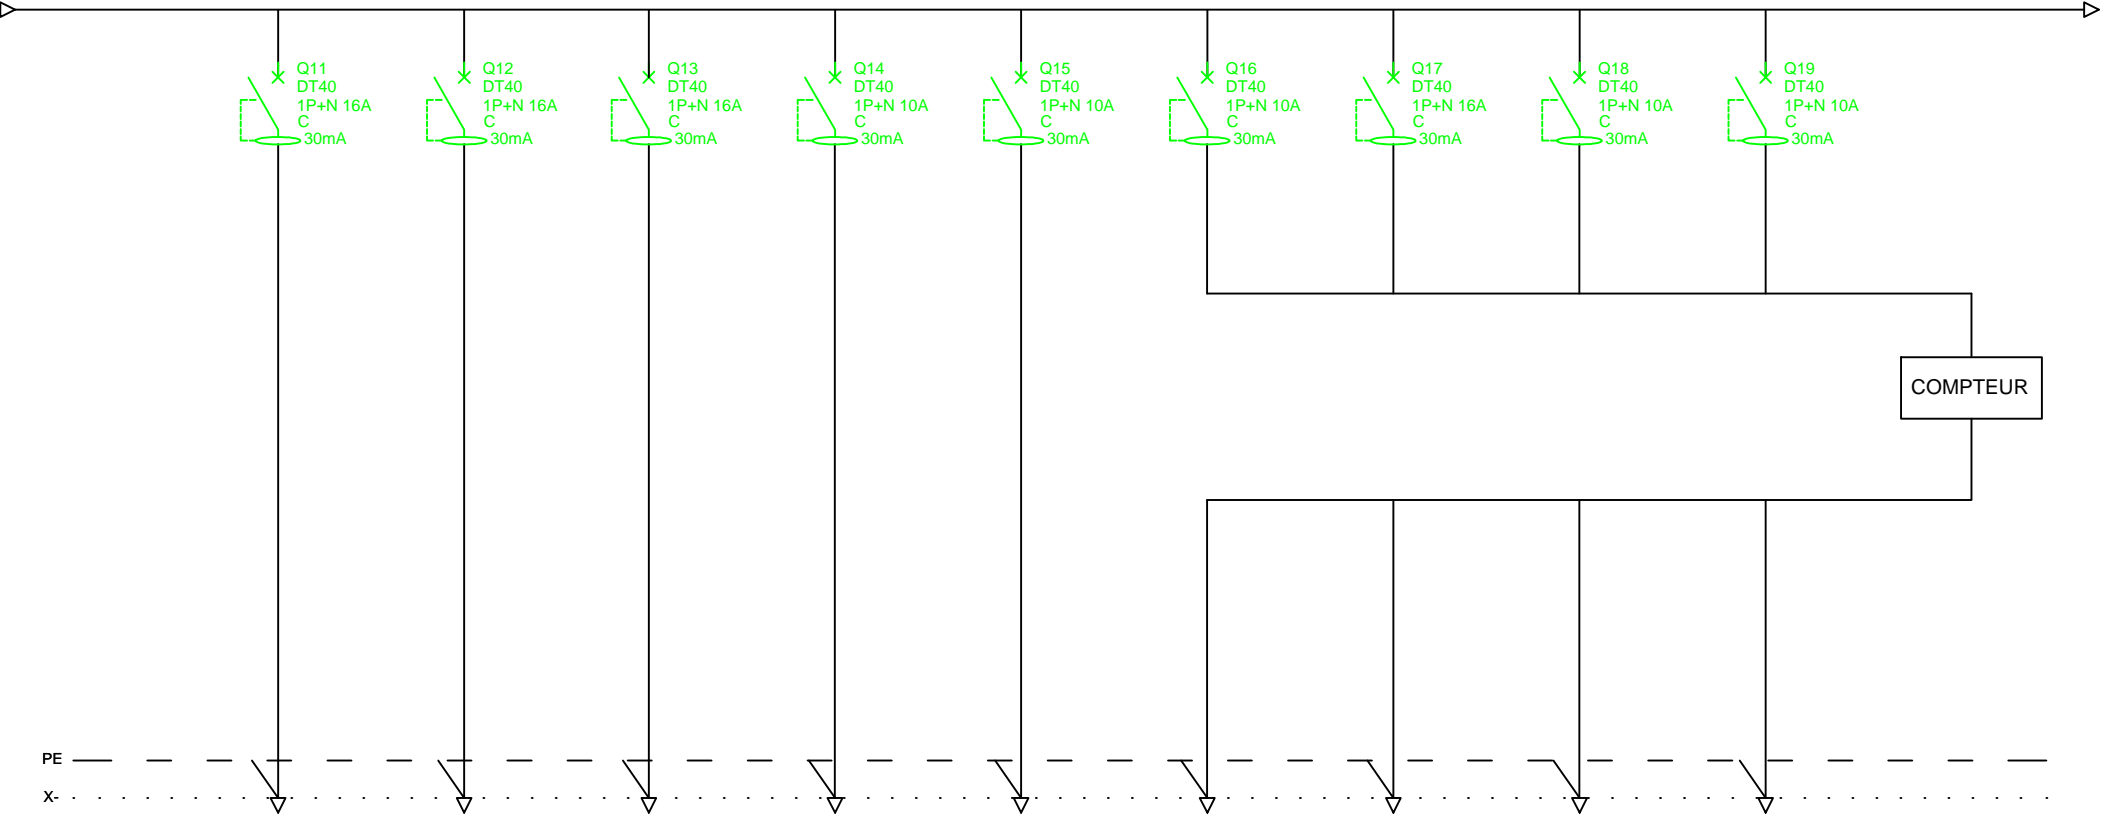 Q11
DT40
1P+N 16A
C
30mA
Q12
DT40
1P+N 16A
C
30mA
Q13
DT40
1P+N 16A
C
30mA
Q14
DT40
1P+N 10A
C
30mA
Q15
DT40
1P+N 10A
C
30mA
Q16
DT40
1P+N 10A
C
30mA
Q17
DT40
1P+N 16A
C
30mA
Q18
DT40
1P+N 10A
C
30mA
Q19
DT40
1P+N 10A
C
30mA
COMPTEUR
PE
X-